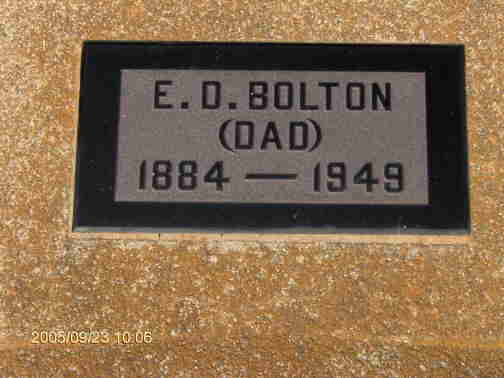 E. D. BOLTON
(DAD)
1884 — 1949
2005/09/23 10:06